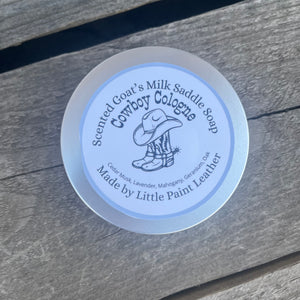 Scented Goat's Milk Saddle Soap
Cowboy Cologne
Cedar Musk, Lavender, Mahogany, Geranium, Oak
Made by Little Paint Leather